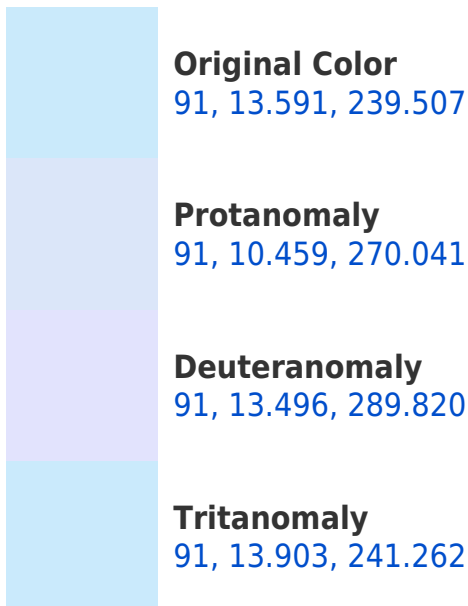 Original Color
91, 13.591, 239.507
Protanomaly
91, 10.459, 270.041
Deuteranomaly
91, 13.496, 289.820
Tritanomaly
91, 13.903, 241.262